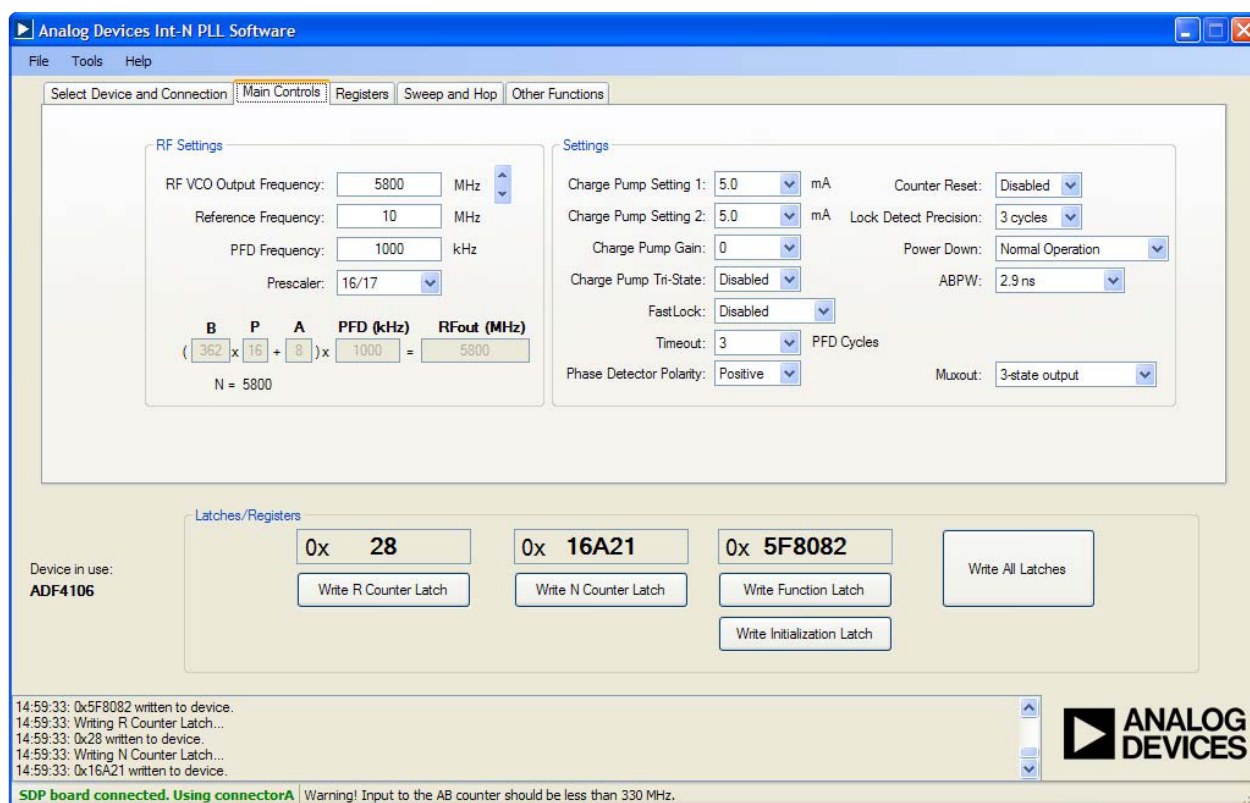 Analog Devices Int-N PLL Software
File Tools Help
Select Device and Connection Main Controls Registers Sweep and Hop Other Functions
RF Settings
RF VCO Output Frequency: 5800 MHz
Reference Frequency: 10 MHz
PFD Frequency: 1000 kHz
Prescaler: 16/17
B P A PFD (kHz) RFout (MHz)
( 362 x 16 + 8 ) x 1000 = 5800
N = 5800
Settings
Charge Pump Setting 1: 5.0 mA
Charge Pump Setting 2: 5.0 mA
Charge Pump Gain: 0
Charge Pump Tri-State: Disabled
FastLock: Disabled
Timeout: 3 PFD Cycles
Phase Detector Polarity: Positive
Counter Reset: Disabled
Lock Detect Precision: 3 cycles
Power Down: Normal Operation
ABPW: 2.9 ns
Muxout: 3-state output
Latches/Registers
Device in use:
ADF4106
0x 28 0x 16A21 0x 5F8082
Write R Counter Latch Write N Counter Latch Write Function Latch Write All Latches
Write Initialization Latch
14:59:33: 0x5F8082 written to device.
14:59:33: Writing R Counter Latch...
14:59:33: 0x28 written to device.
14:59:33: Writing N Counter Latch...
14:59:33: 0x16A21 written to device.
ANALOG
DEVICES
SDP board connected. Using connectorA Warning! Input to the AB counter should be less than 330 MHz.